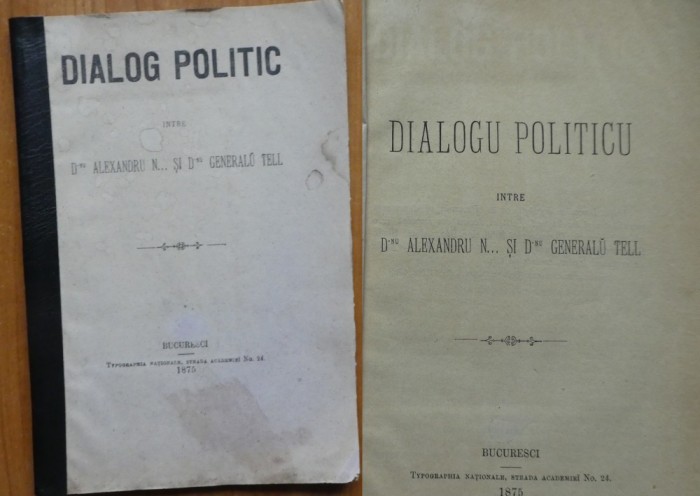 DIALOG POLITIC
INTRE
D-NU ALEXANDRU N... ȘI D-NU GENERALŬ TELL
BUCURESCI
TYPOGRAPHIA NAȚIONALE, STRADA ACADEMIEI No. 24.
1875
DIALOGU POLITICU
INTRE
D-NU ALEXANDRU N... ȘI D-NU GENERALŬ TELL
BUCURESCI
TYPOGRAPHIA NAȚIONALE, STRADA ACADEMIEĬ No. 24.
1875